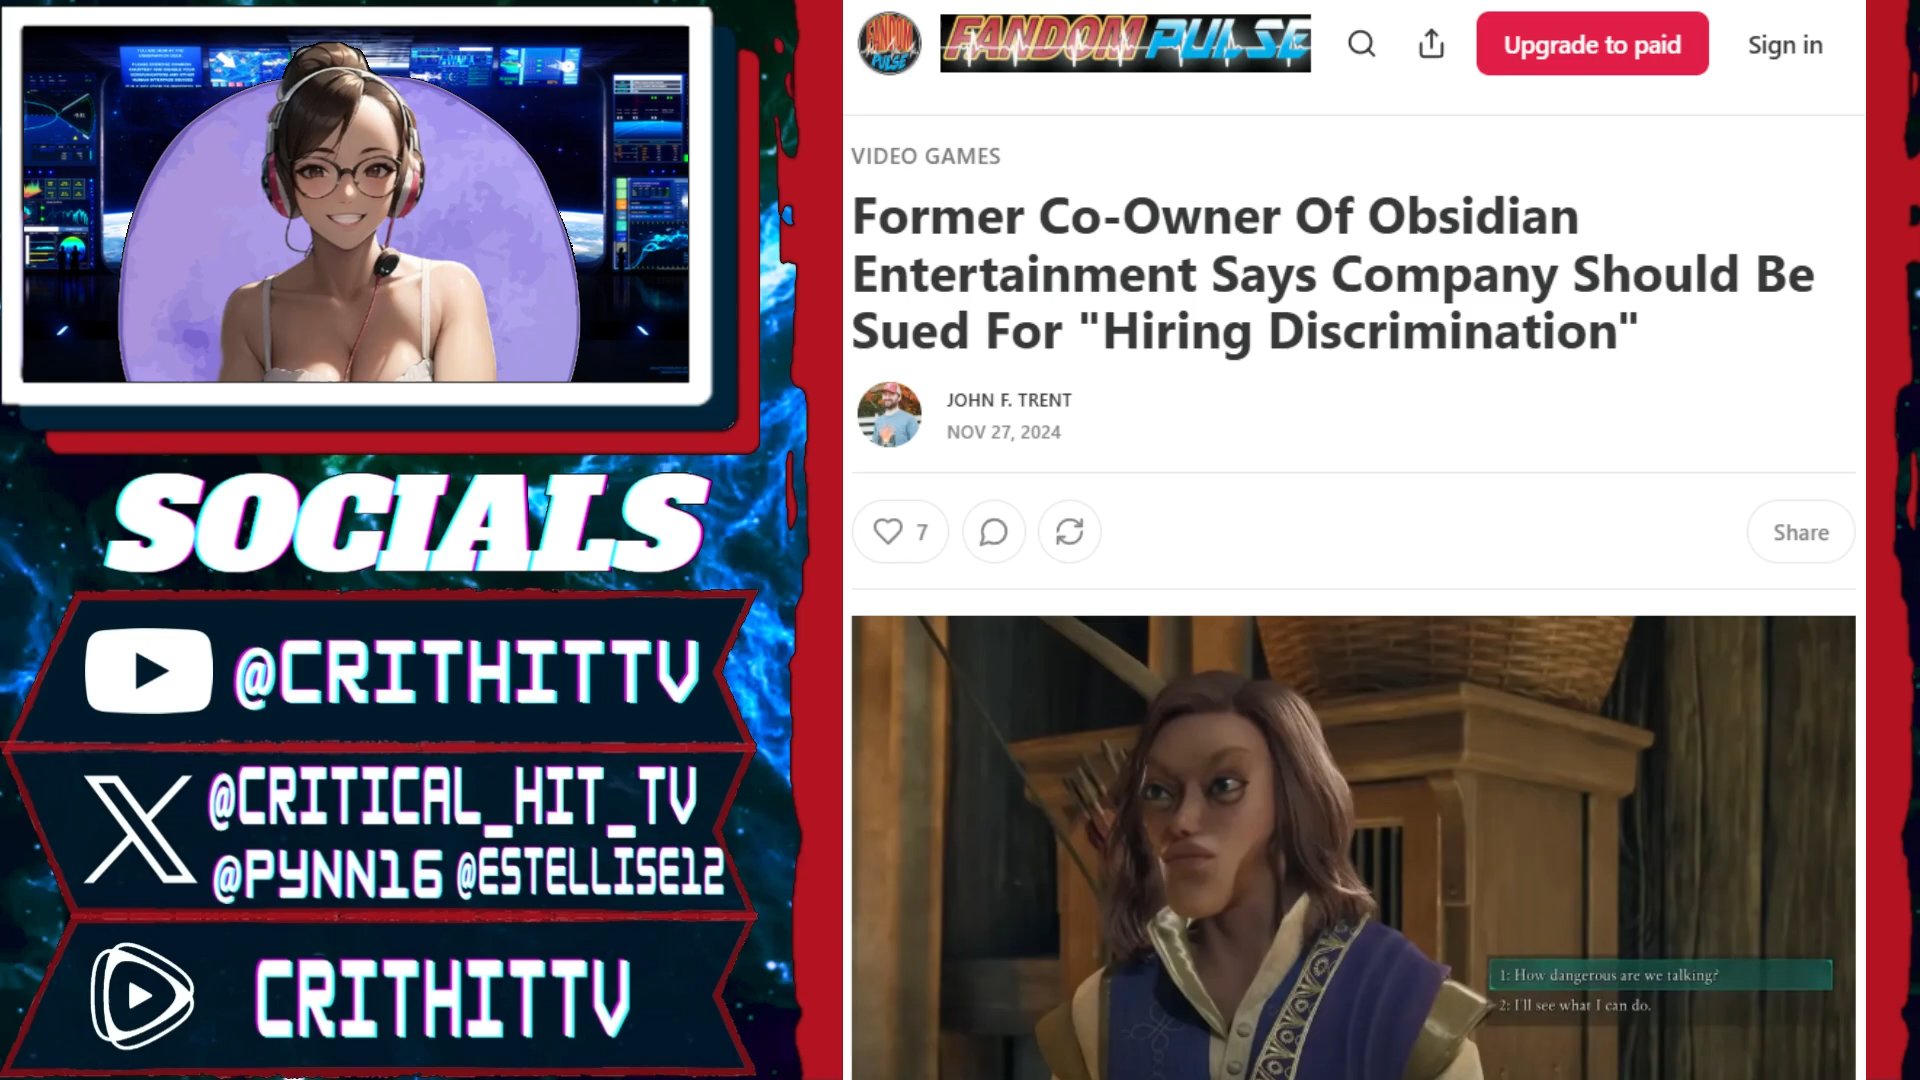 SOCIALS
@CRITHITTV
@CRITICAL_HIT_TV
@PYNN16 @ESTELLISE12
CRITHITTV
FANDOM PULSE
FANDOM PULSE
Upgrade to paid
Sign in
VIDEO GAMES
Former Co-Owner Of Obsidian
Entertainment Says Company Should Be
Sued For "Hiring Discrimination"
JOHN F. TRENT
NOV 27, 2024
7
Share
1: How dangerous are we talking?
2: I'll see what I can do.